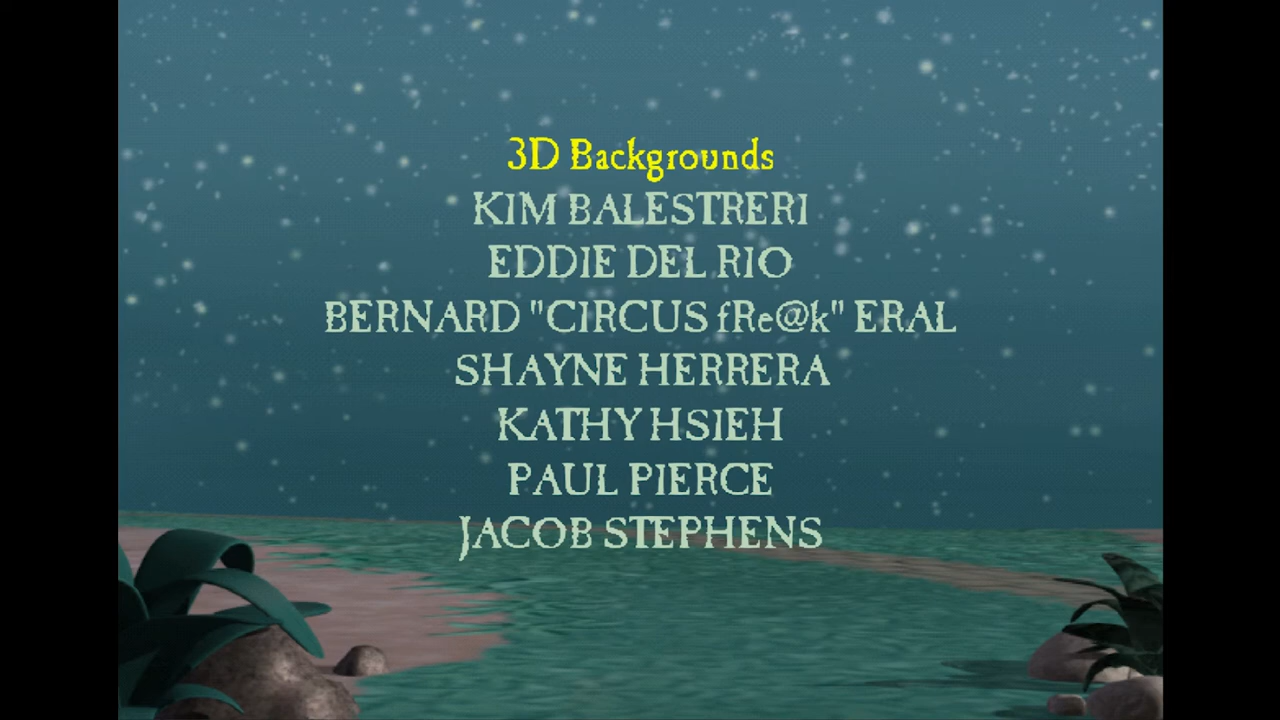 3D Backgrounds
KIM BALESTRERI
EDDIE DEL RIO
BERNARD "CIRCUS fRe@k" ERAL
SHAYNE HERRERA
KATHY HSIEH
PAUL PIERCE
JACOB STEPHENS